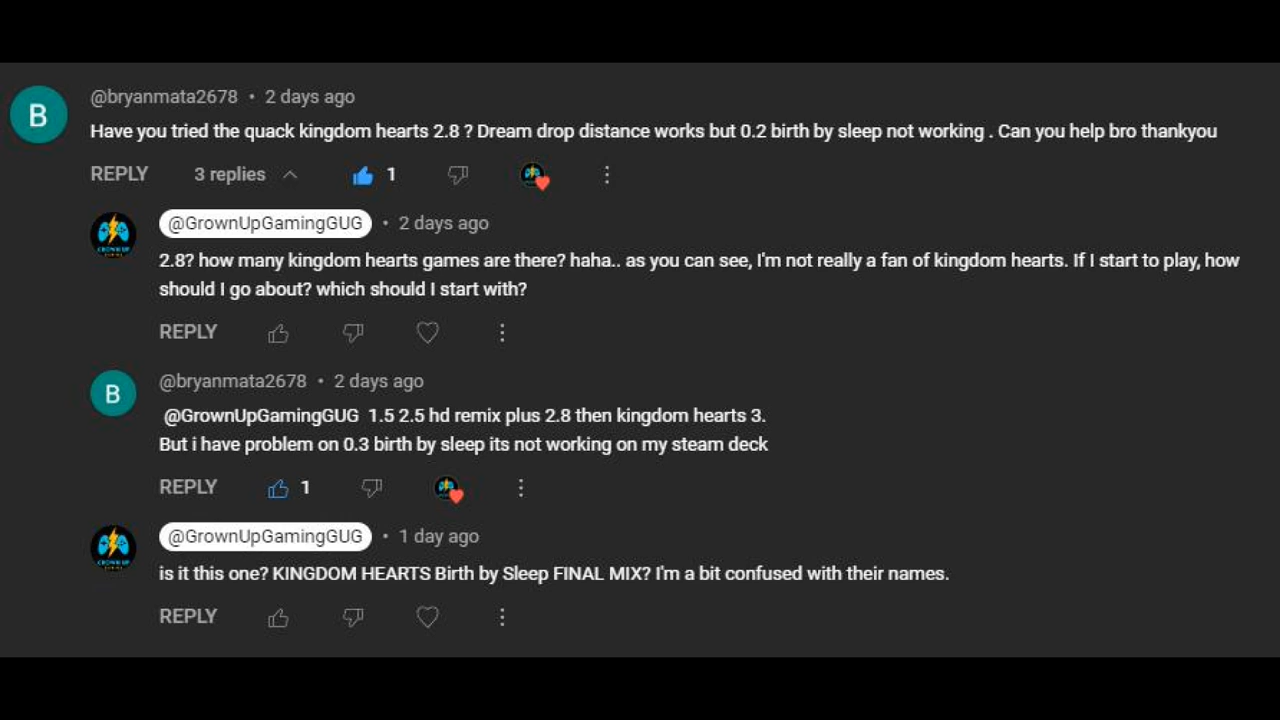 B
@bryanmata2678 • 2 days ago
Have you tried the quack kingdom hearts 2.8 ? Dream drop distance works but 0.2 birth by sleep not working . Can you help bro thankyou
REPLY 3 replies 1
@GrownUpGamingGUG • 2 days ago
2.8? how many kingdom hearts games are there? haha.. as you can see, I'm not really a fan of kingdom hearts. If I start to play, how
should I go about? which should I start with?
REPLY
B
@bryanmata2678 • 2 days ago
@GrownUpGamingGUG 1.5 2.5 hd remix plus 2.8 then kingdom hearts 3.
But i have problem on 0.3 birth by sleep its not working on my steam deck
REPLY 1
@GrownUpGamingGUG • 1 day ago
is it this one? KINGDOM HEARTS Birth by Sleep FINAL MIX? I'm a bit confused with their names.
REPLY